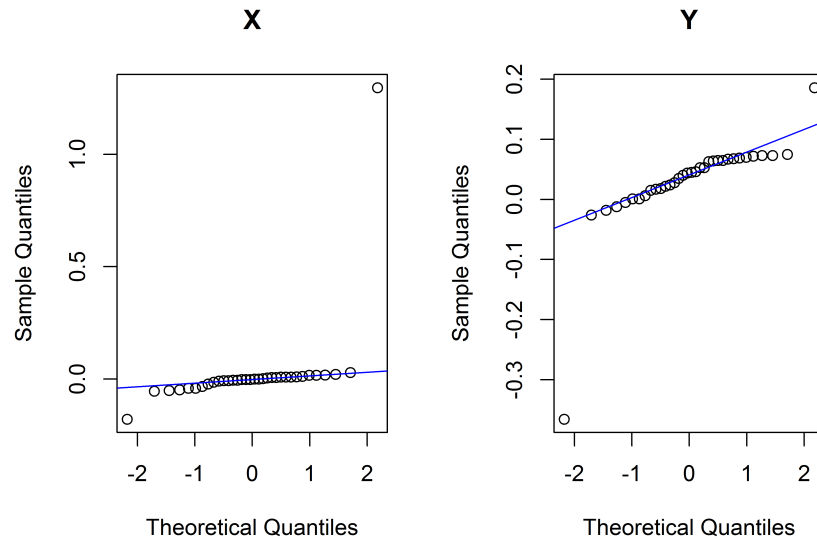 X
Sample Quantiles
1.0
0.5
0.0
-2 -1 0 1 2
Theoretical Quantiles
Y
Sample Quantiles
0.2
0.1
0.0
-0.1
-0.2
-0.3
-2 -1 0 1 2
Theoretical Quantiles